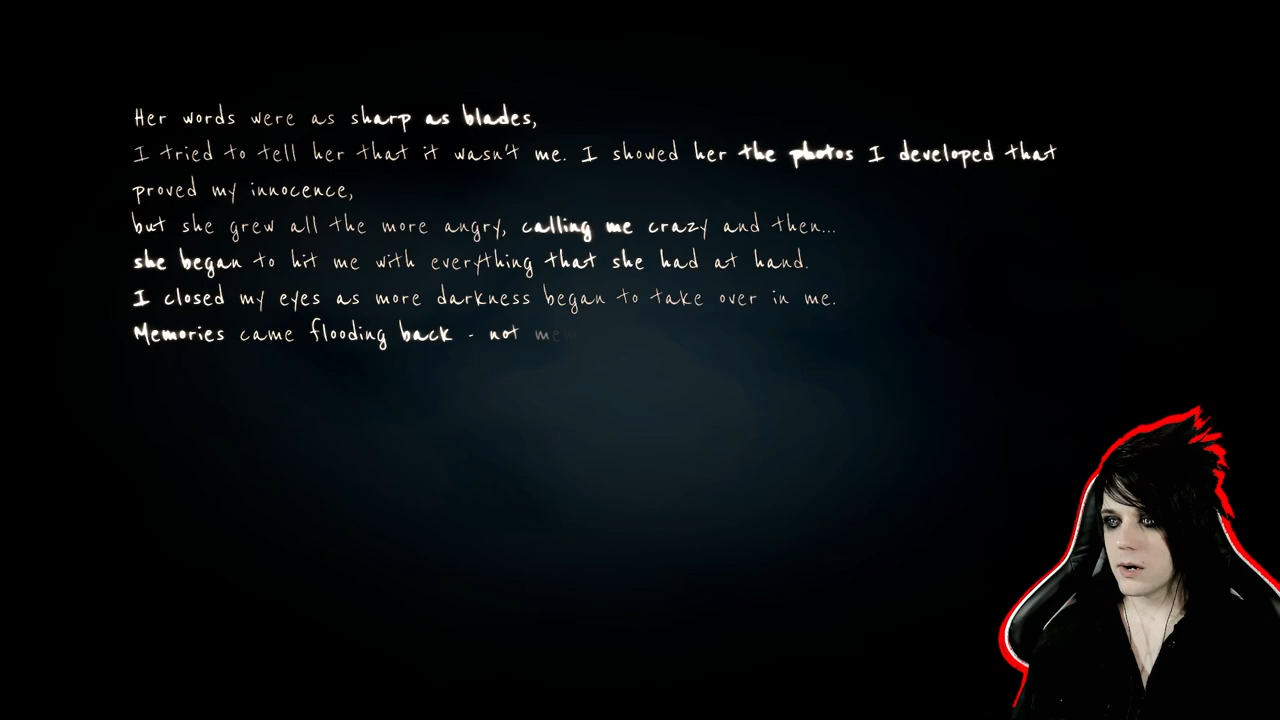 Her words were as sharp as blades,
I tried to tell her that it wasn't me. I showed her the photos I developed that
proved my innocence,
but she grew all the more angry, calling me crazy and then...
she began to hit me with everything that she had at hand.
I closed my eyes as more darkness began to take over in me.
Memories came flooding back - not